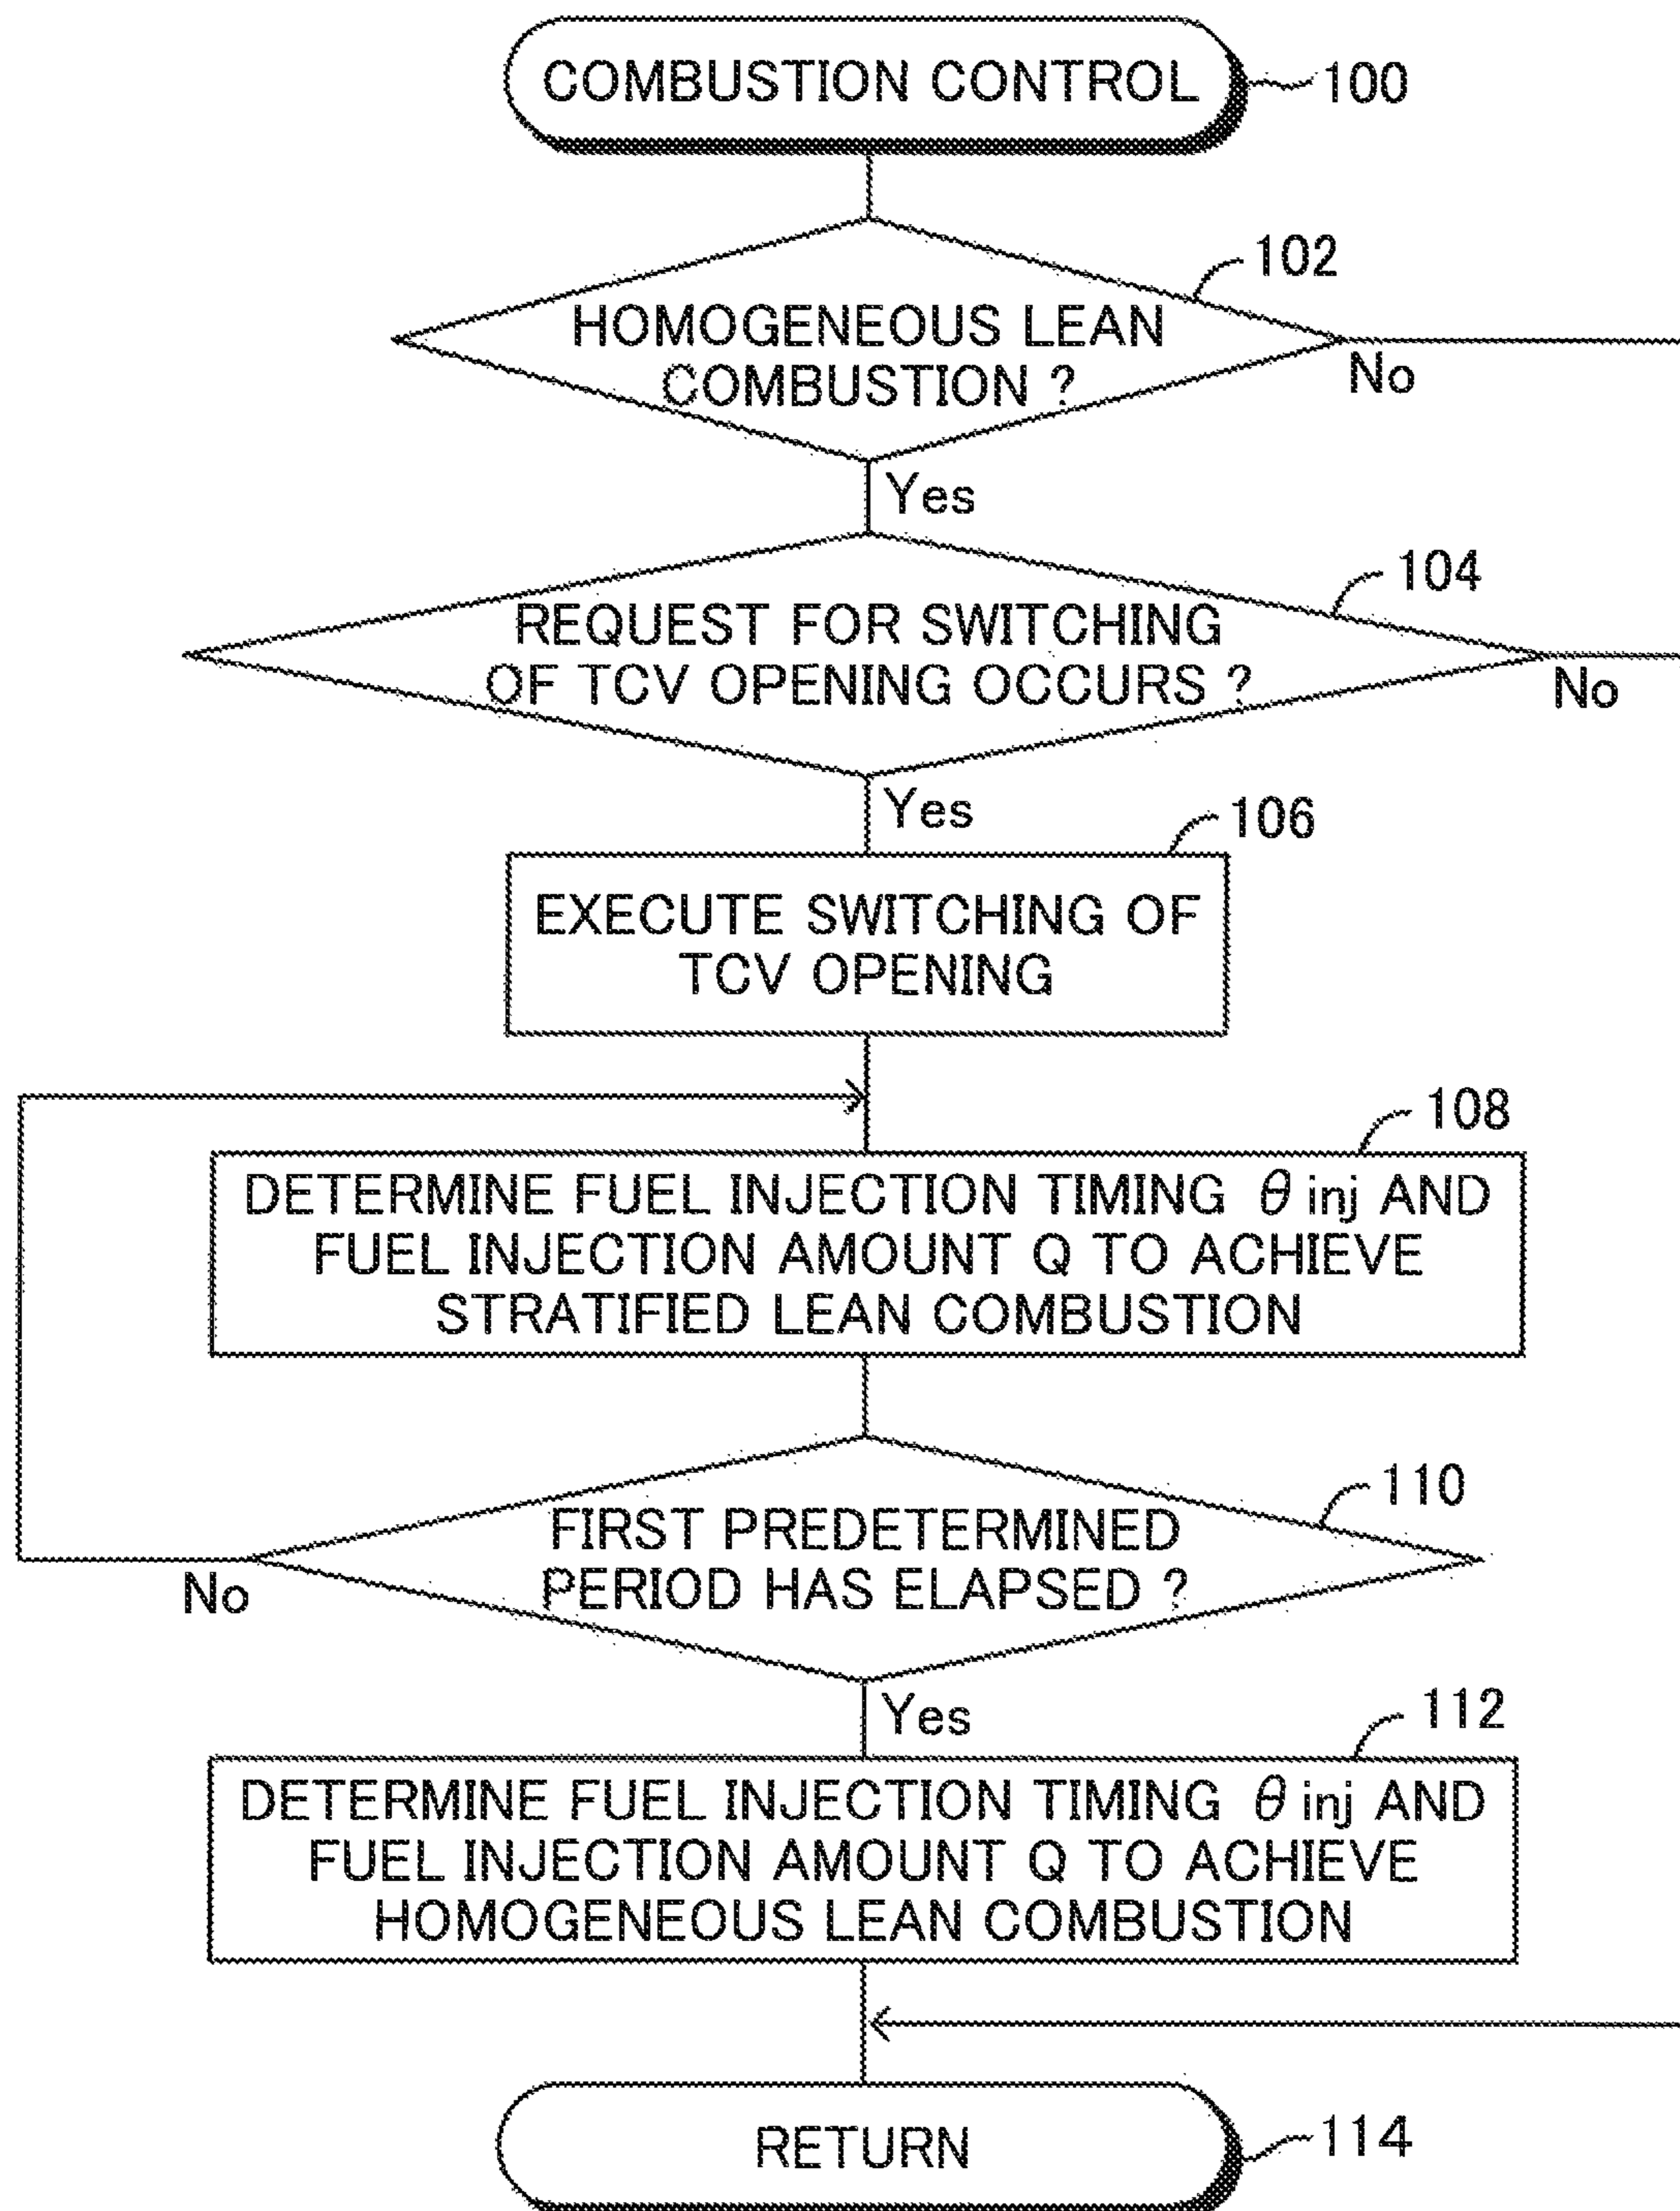 COMBUSTION CONTROL
100
102
HOMOGENEOUS LEAN
COMBUSTION ?
No
Yes
104
REQUEST FOR SWITCHING
OF TCV OPENING OCCURS ?
No
Yes
106
EXECUTE SWITCHING OF
TCV OPENING
108
DETERMINE FUEL INJECTION TIMING θ inj AND
FUEL INJECTION AMOUNT Q TO ACHIEVE
STRATIFIED LEAN COMBUSTION
110
FIRST PREDETERMINED
PERIOD HAS ELAPSED ?
No
Yes
112
DETERMINE FUEL INJECTION TIMING θ inj AND
FUEL INJECTION AMOUNT Q TO ACHIEVE
HOMOGENEOUS LEAN COMBUSTION
RETURN
114